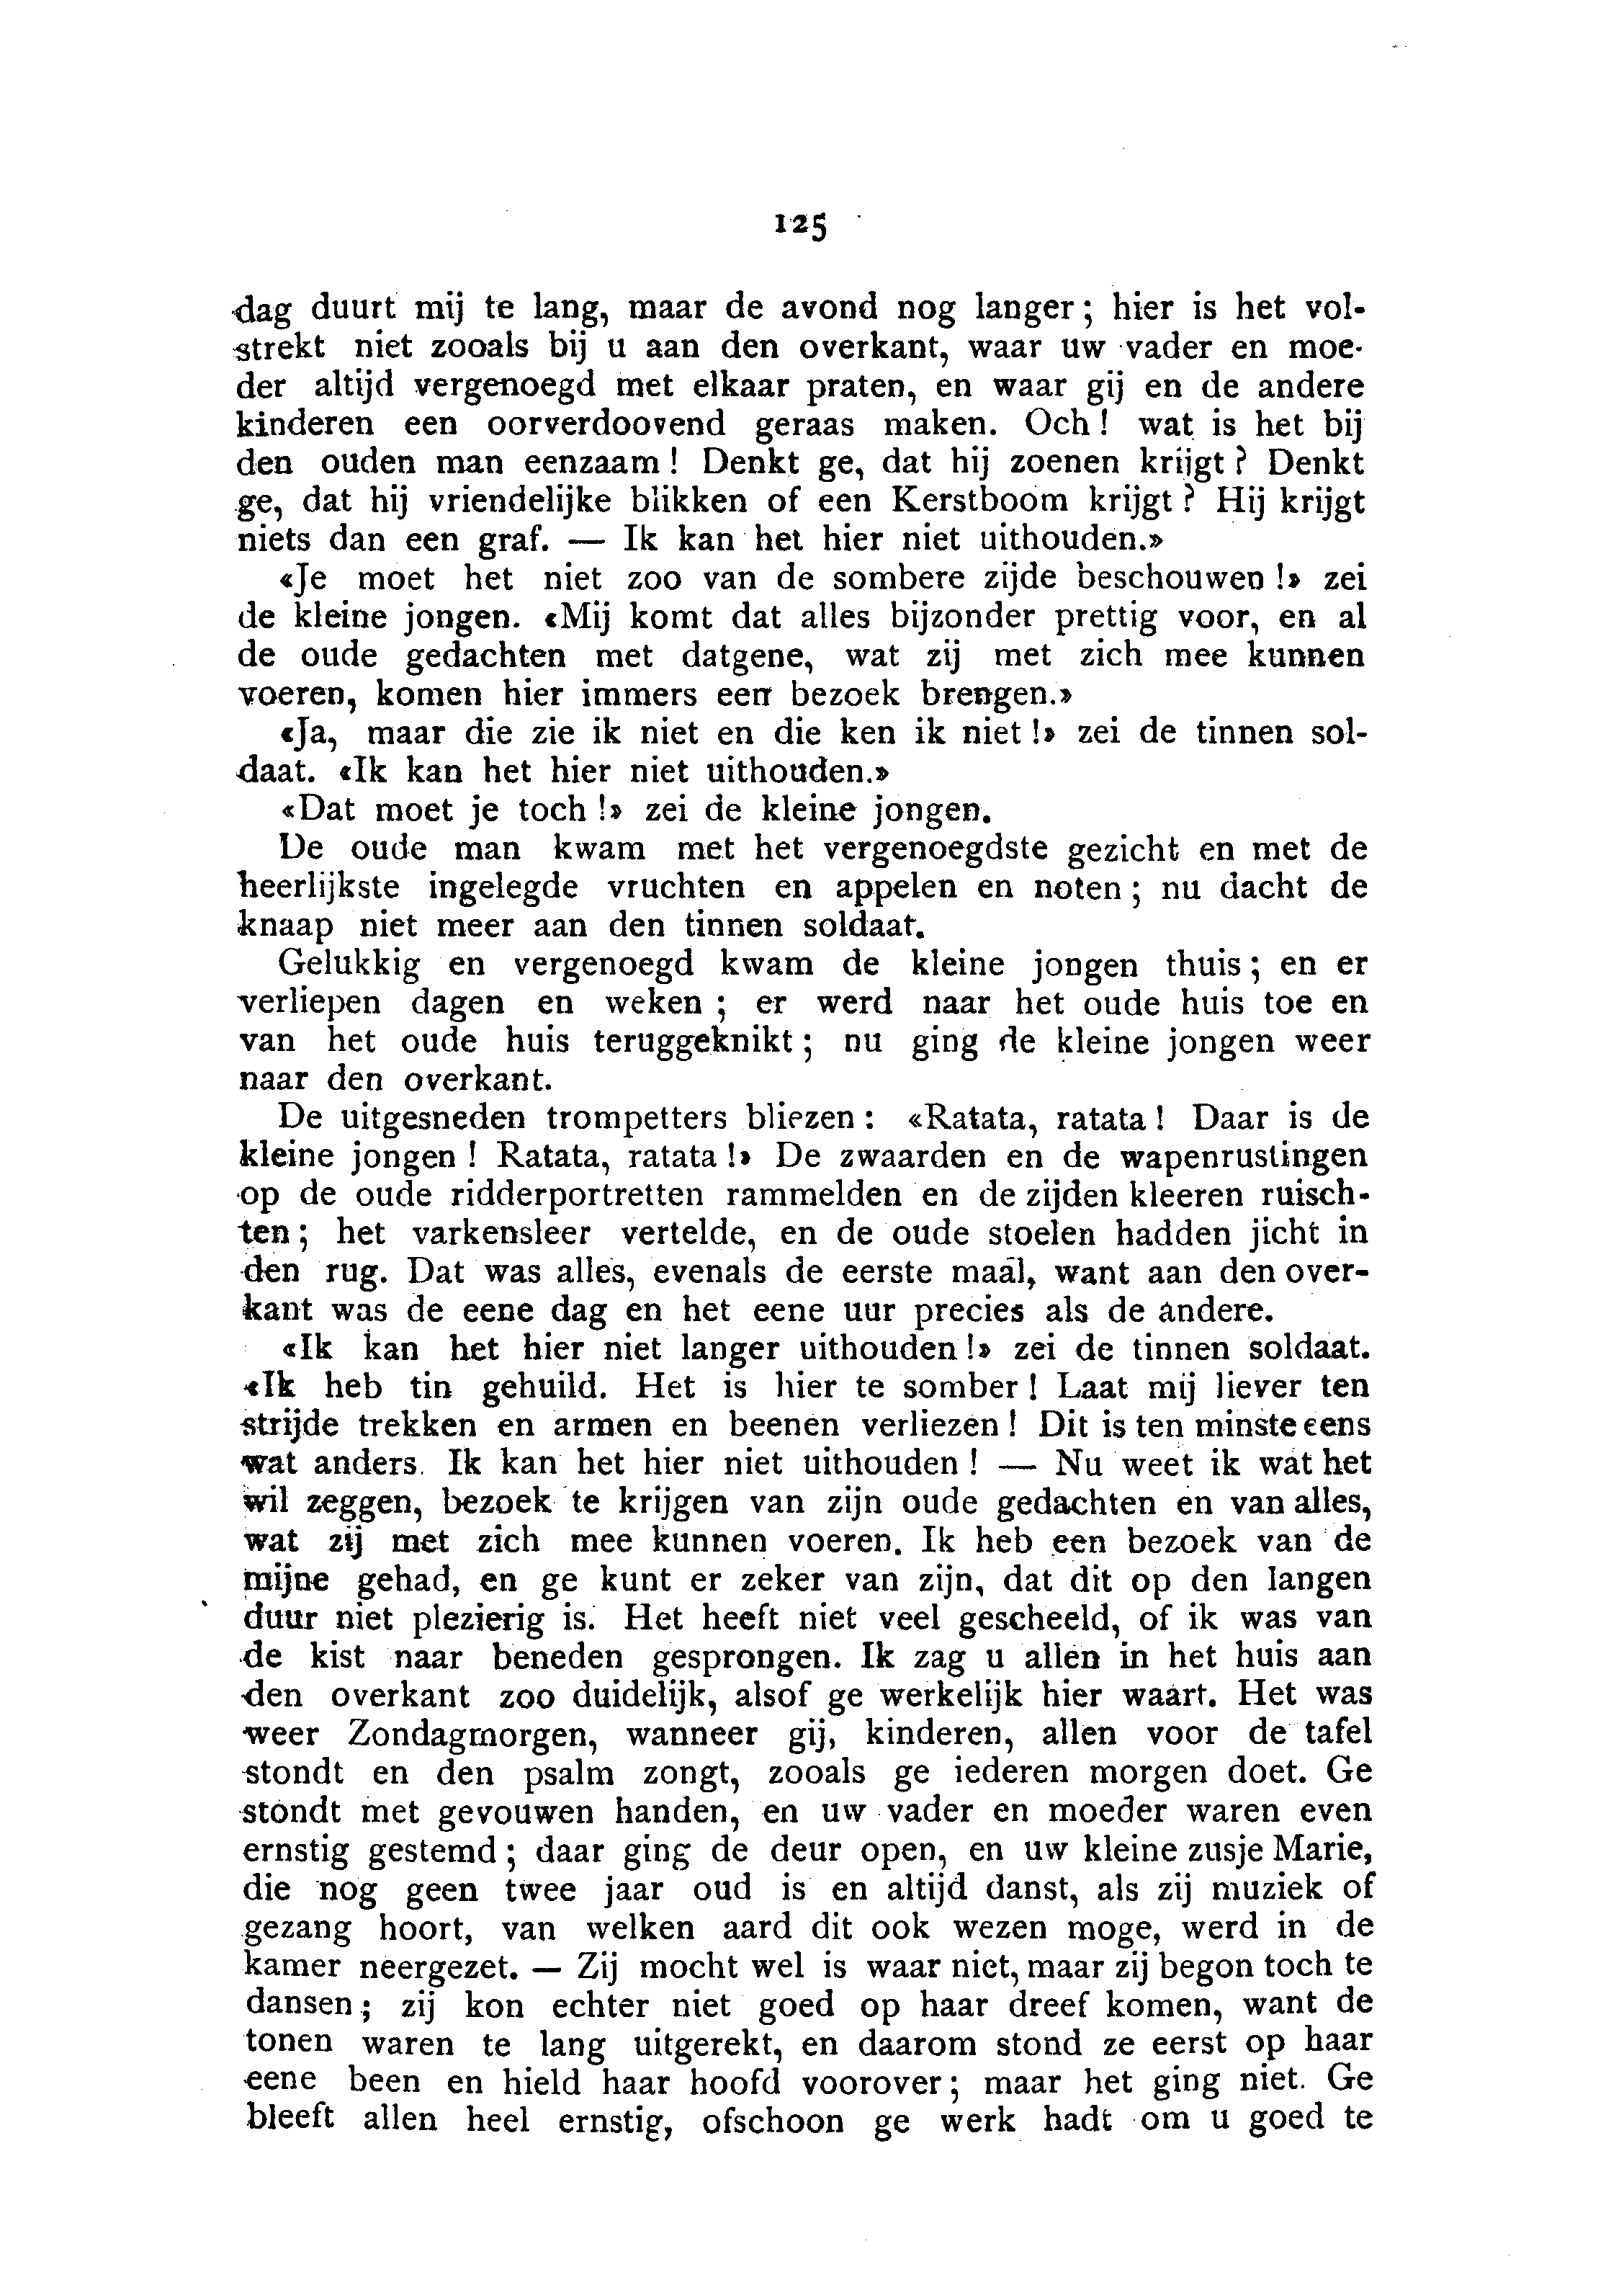 125
dag duurt mij te lang, maar de avond nog langer; hier is het vol-
strekt niet zooals bij u aan den overkant, waar uw vader en moe-
der altijd vergenoegd met elkaar praten, en waar gij en de andere
kinderen een oorverdoovend geraas maken. Och! wat is het bij
den ouden man eenzaam! Denkt ge, dat hij zoenen krijgt? Denkt
ge, dat hij vriendelijke blikken of een Kerstboom krijgt? Hij krijgt
niets dan een graf. — Ik kan het hier niet uithouden.»
«Je moet het niet zoo van de sombere zijde beschouwen!» zei
de kleine jongen. «Mij komt dat alles bijzonder prettig voor, en al
de oude gedachten met datgene, wat zij met zich mee kunnen
voeren, komen hier immers een bezoek brengen.»
«Ja, maar die zie ik niet en die ken ik niet!» zei de tinnen sol-
daat. «Ik kan het hier niet uithouden.»
«Dat moet je toch!» zei de kleine jongen.
De oude man kwam met het vergenoegdste gezicht en met de
heerlijkste ingelegde vruchten en appelen en noten; nu dacht de
knaap niet meer aan den tinnen soldaat.
Gelukkig en vergenoegd kwam de kleine jongen thuis; en er
verliepen dagen en weken; er werd naar het oude huis toe en
van het oude huis teruggeknikt; nu ging de kleine jongen weer
naar den overkant.
De uitgesneden trompetters bliezen: «Ratata, ratata! Daar is de
kleine jongen! Ratata, ratata!» De zwaarden en de wapenrustingen
op de oude ridderportretten rammelden en de zijden kleeren ruisch-
ten; het varkensleer vertelde, en de oude stoelen hadden jicht in
den rug. Dat was alles, evenals de eerste maal, want aan den over-
kant was de eene dag en het eene uur precies als de andere.
«Ik kan het hier niet langer uithouden!» zei de tinnen soldaat.
«Ik heb tin gehuild. Het is hier te somber! Laat mij liever ten
strijde trekken en armen en beenen verliezen! Dit is ten minste eens
wat anders. Ik kan het hier niet uithouden! — Nu weet ik wat het
wil zeggen, bezoek te krijgen van zijn oude gedachten en van alles,
wat zij met zich mee kunnen voeren. Ik heb een bezoek van de
mijne gehad, en ge kunt er zeker van zijn, dat dit op den langen
duur niet plezierig is. Het heeft niet veel gescheeld, of ik was van
de kist naar beneden gesprongen. Ik zag u allen in het huis aan
den overkant zoo duidelijk, alsof ge werkelijk hier waart. Het was
weer Zondagmorgen, wanneer gij, kinderen, allen voor de tafel
stondt en den psalm zongt, zooals ge iederen morgen doet. Ge
stondt met gevouwen handen, en uw vader en moeder waren even
ernstig gestemd; daar ging de deur open, en uw kleine zusje Marie,
die nog geen twee jaar oud is en altijd danst, als zij muziek of
gezang hoort, van welken aard dit ook wezen moge, werd in de
kamer neergezet. — Zij mocht wel is waar niet, maar zij begon toch te
dansen; zij kon echter niet goed op haar dreef komen, want de
tonen waren te lang uitgerekt, en daarom stond ze eerst op haar
eene been en hield haar hoofd voorover; maar het ging niet. Ge
bleeft allen heel ernstig, ofschoon ge werk hadt om u goed te